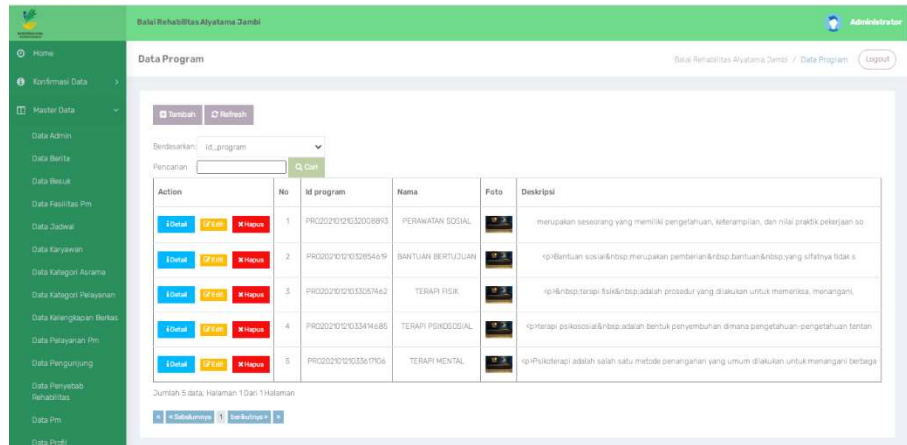 Balai Rehabilitas Alyatama Jambi
Administrator
Home
Data Program
Balai Rehabilitas Alyatama Jambi / Data Program
Logout
Konfirmasi Data
Master Data
Tambah
Refresh
Data Admin
Berdasarkan: id_program
Data Berita
Pencarian :
Cari
Data Besuk
Action No Id program Nama Foto Deskripsi
Data Fasilitas Pm
Detail Edit Hapus 1 PRO20210121032008893 PERAWATAN SOSIAL merupakan seseorang yang memiliki pengetahuan, keterampilan, dan nilai praktik pekerjaan so
Data Jadwal
Data Karyawan
Detail Edit Hapus 2 PRO20210121032854619 BANTUAN BERTUJUAN <p>Bantuan sosial&nbsp;merupakan pemberian&nbsp;bantuan&nbsp;yang sifatnya tidak s
Data Kategori Asrama
Data Kategori Pelayanan
Detail Edit Hapus 3 PRO20210121033057462 TERAPI FISIK <p>&nbsp;terapi fisik&nbsp;adalah prosedur yang dilakukan untuk memeriksa, menangani,
Data Kelengkapan Berkas
Detail Edit Hapus 4 PRO20210121033414685 TERAPI PSIKOSOSIAL <p>terapi psikososial&nbsp;adalah bentuk penyembuhan dimana pengetahuan-pengetahuan tentan
Data Pelayanan Pm
Data Pengunjung
Detail Edit Hapus 5 PRO20210121033617106 TERAPI MENTAL <p>Psikoterapi adalah salah satu metode penanganan yang umum dilakukan untuk menangani berbaga
Data Penyebab
Rehabilitas
Jumlah 5 data, Halaman 1 Dari 1 Halaman
Data Pm
« « Sebelumnya 1 berikutnya » »
Data Profil